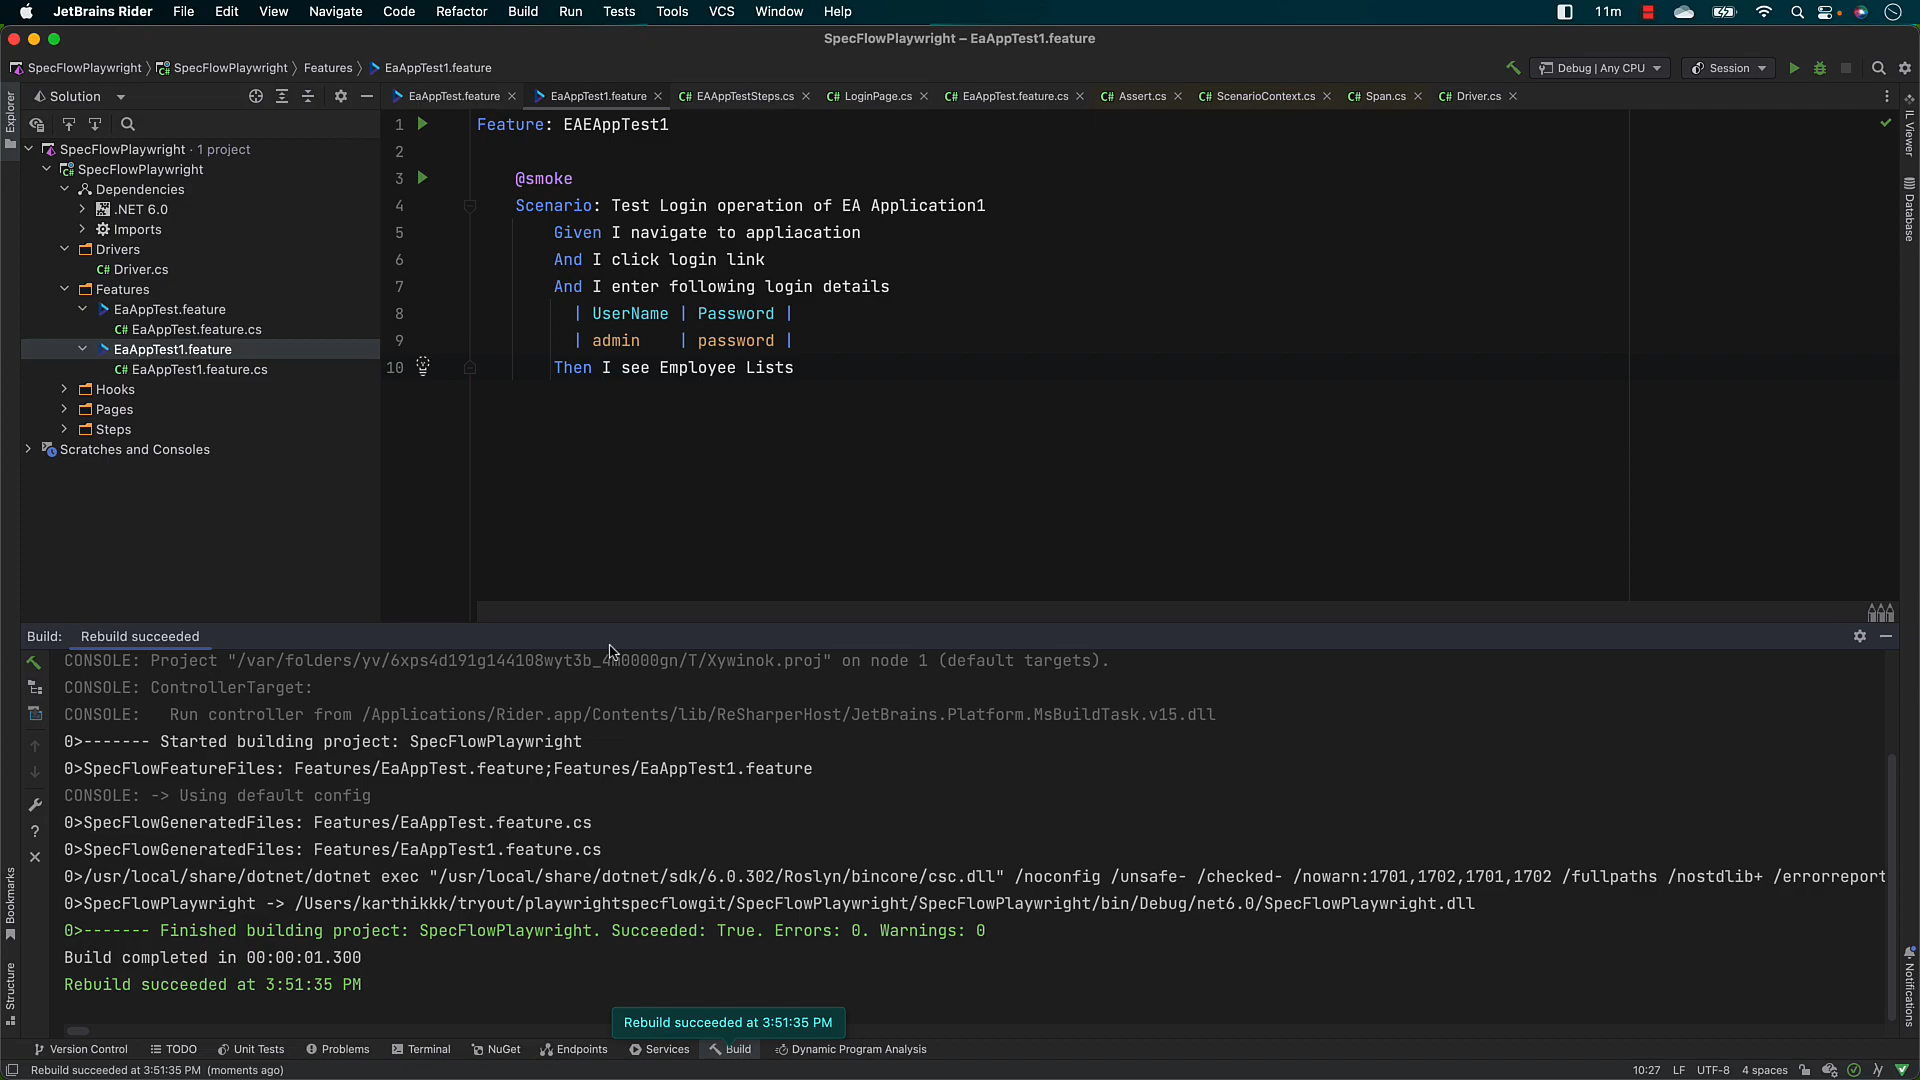 JetBrains Rider File Edit View Navigate Code Refactor Build Run Tests Tools VCS Window Help 11m
SpecFlowPlaywright – EaAppTest1.feature
SpecFlowPlaywright SpecFlowPlaywright Features EaAppTest1.feature Debug | Any CPU Session
Explorer
Solution
EaAppTest.feature EaAppTest1.feature EAAppTestSteps.cs LoginPage.cs EaAppTest.feature.cs Assert.cs ScenarioContext.cs Span.cs Driver.cs
SpecFlowPlaywright · 1 project
SpecFlowPlaywright
Dependencies
.NET 6.0
Imports
Drivers
C# Driver.cs
Features
EaAppTest.feature
C# EaAppTest.feature.cs
EaAppTest1.feature
C# EaAppTest1.feature.cs
Hooks
Pages
Steps
Scratches and Consoles
1 Feature: EAEAppTest1
2
3 @smoke
4 Scenario: Test Login operation of EA Application1
5 Given I navigate to appliacation
6 And I click login link
7 And I enter following login details
8 | UserName | Password |
9 | admin | password |
10 Then I see Employee Lists
IL Viewer
Database
Build: Rebuild succeeded
CONSOLE: Project "/var/folders/yv/6xps4d191g144108wyt3b_4m0000gn/T/Xywinok.proj" on node 1 (default targets).
CONSOLE: ControllerTarget:
CONSOLE: Run controller from /Applications/Rider.app/Contents/lib/ReSharperHost/JetBrains.Platform.MsBuildTask.v15.dll
0>------- Started building project: SpecFlowPlaywright
0>SpecFlowFeatureFiles: Features/EaAppTest.feature;Features/EaAppTest1.feature
CONSOLE: -> Using default config
0>SpecFlowGeneratedFiles: Features/EaAppTest.feature.cs
0>SpecFlowGeneratedFiles: Features/EaAppTest1.feature.cs
0>/usr/local/share/dotnet/dotnet exec "/usr/local/share/dotnet/sdk/6.0.302/Roslyn/bincore/csc.dll" /noconfig /unsafe- /checked- /nowarn:1701,1702,1701,1702 /fullpaths /nostdlib+ /errorreport
0>SpecFlowPlaywright -> /Users/karthikkk/tryout/playwrightspecflowgit/SpecFlowPlaywright/SpecFlowPlaywright/bin/Debug/net6.0/SpecFlowPlaywright.dll
0>------- Finished building project: SpecFlowPlaywright. Succeeded: True. Errors: 0. Warnings: 0
Build completed in 00:00:01.300
Rebuild succeeded at 3:51:35 PM
Bookmarks
Structure
Notifications
Rebuild succeeded at 3:51:35 PM
Version Control TODO Unit Tests Problems Terminal NuGet Endpoints Services Build Dynamic Program Analysis
Rebuild succeeded at 3:51:35 PM (moments ago) 10:27 LF UTF-8 4 spaces